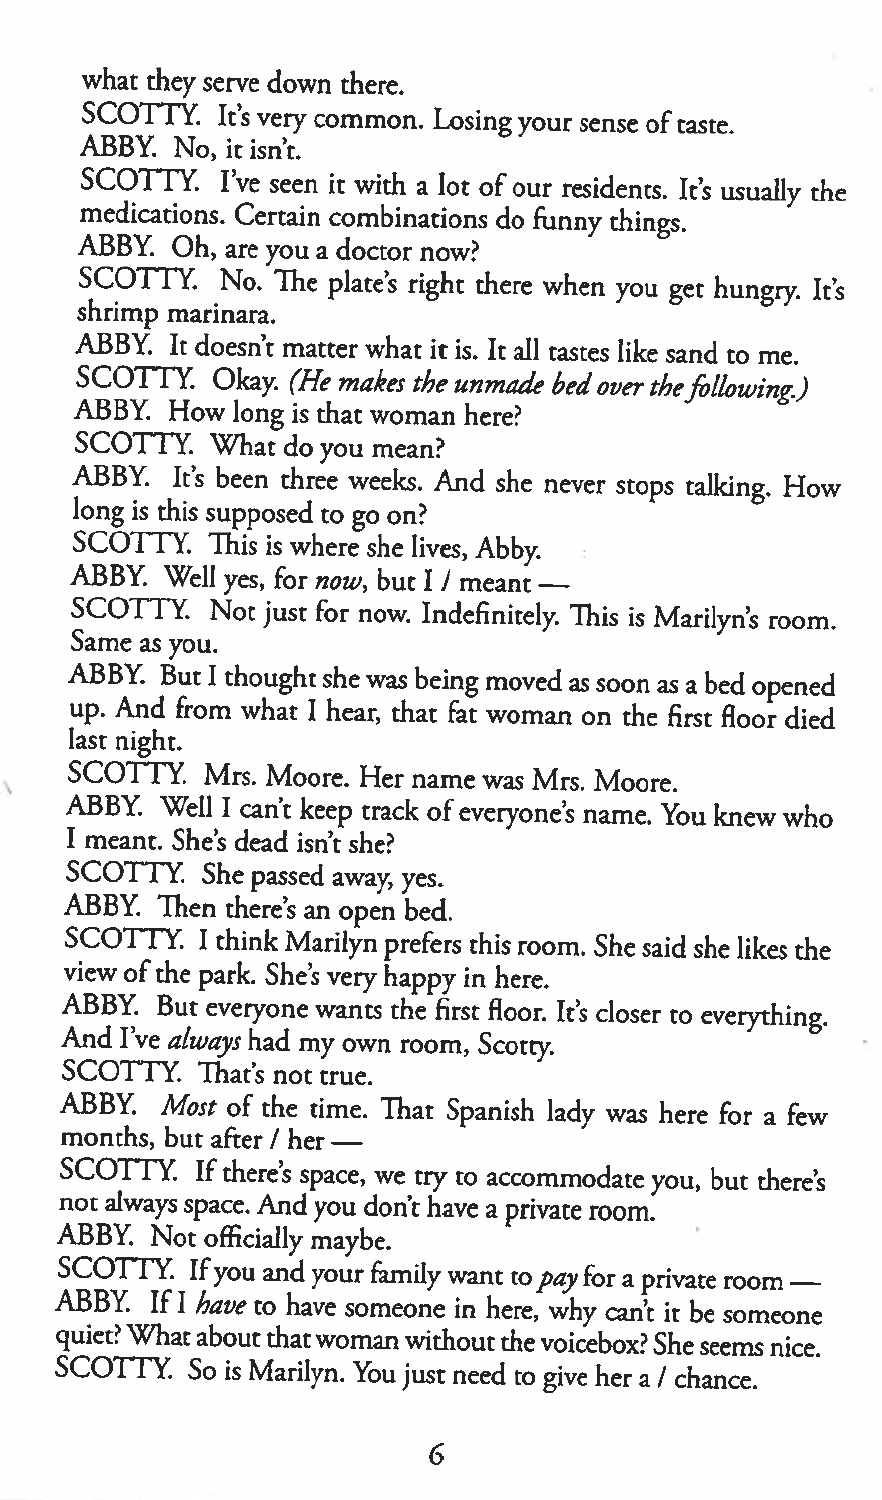 what they serve down there.
SCOTTY. It's very common. Losing your sense of taste.
ABBY. No, it isn't.
SCOTTY. I've seen it with a lot of our residents. It's usually the
medications. Certain combinations do funny things.
ABBY. Oh, are you a doctor now?
SCOTTY. No. The plate's right there when you get hungry. It's
shrimp marinara.
ABBY. It doesn't matter what it is. It all tastes like sand to me.
SCOTTY. Okay. (He makes the unmade bed over the following.)
ABBY. How long is that woman here?
SCOTTY. What do you mean?
ABBY. It's been three weeks. And she never stops talking. How
long is this supposed to go on?
SCOTTY. This is where she lives, Abby.
ABBY. Well yes, for now, but I / meant —
SCOTTY. Not just for now. Indefinitely. This is Marilyn's room.
Same as you.
ABBY. But I thought she was being moved as soon as a bed opened
up. And from what I hear, that fat woman on the first floor died
last night.
SCOTTY. Mrs. Moore. Her name was Mrs. Moore.
ABBY. Well I can't keep track of everyone's name. You knew who
I meant. She's dead isn't she?
SCOTTY. She passed away, yes.
ABBY. Then there's an open bed.
SCOTTY. I think Marilyn prefers this room. She said she likes the
view of the park. She's very happy in here.
ABBY. But everyone wants the first floor. It's closer to everything.
And I've always had my own room, Scotty.
SCOTTY. That's not true.
ABBY. Most of the time. That Spanish lady was here for a few
months, but after / her —
SCOTTY. If there's space, we try to accommodate you, but there's
not always space. And you don't have a private room.
ABBY. Not officially maybe.
SCOTTY. If you and your family want to pay for a private room —
ABBY. If I have to have someone in here, why can't it be someone
quiet? What about that woman without the voicebox? She seems nice.
SCOTTY. So is Marilyn. You just need to give her a / chance.
6